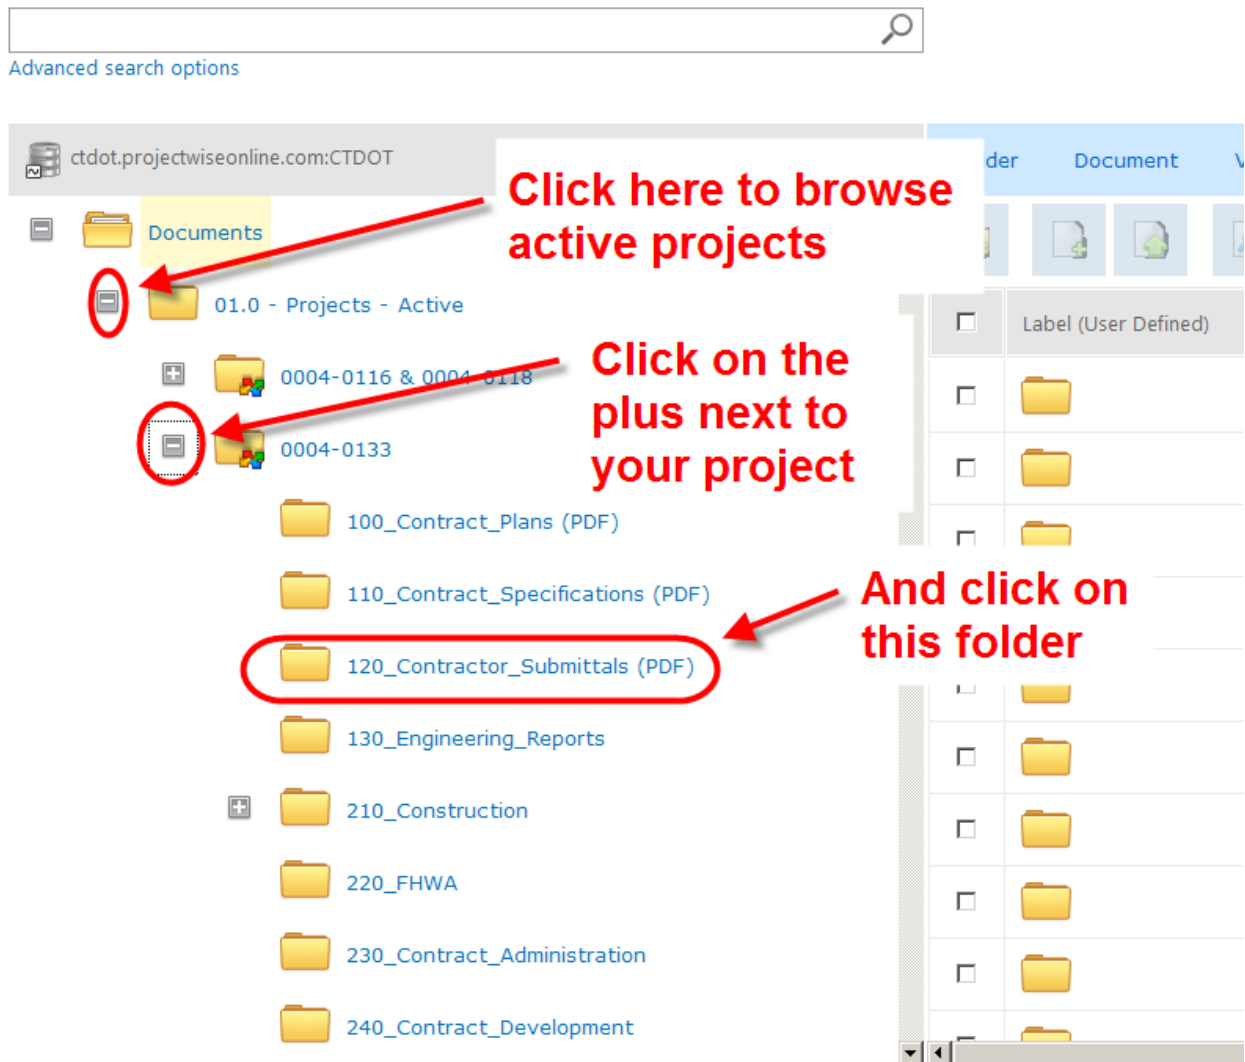 Advanced search options
ctdot.projectwiseonline.com:CTDOT
Click here to browse
active projects
Document
Documents
01.0 - Projects - Active
Label (User Defined)
0004-0116 & 0004-0118
Click on the
plus next to
your project
0004-0133
100_Contract_Plans (PDF)
110_Contract_Specifications (PDF)
And click on
this folder
120_Contractor_Submittals (PDF)
130_Engineering_Reports
210_Construction
220_FHWA
230_Contract_Administration
240_Contract_Development